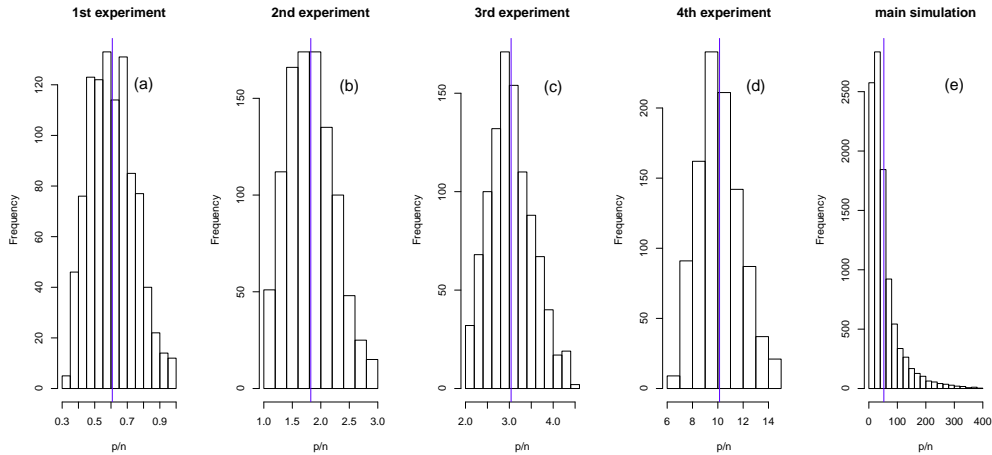 1st experiment
(a)
Frequency
0 20 40 60 80 100 120
0.3 0.5 0.7 0.9
p/n
2nd experiment
(b)
Frequency
0 50 100 150
1.0 1.5 2.0 2.5 3.0
p/n
3rd experiment
(c)
Frequency
0 50 100 150
2.0 3.0 4.0
p/n
4th experiment
(d)
Frequency
0 50 100 150 200
6 8 10 12 14
p/n
main simulation
(e)
Frequency
0 500 1000 1500 2000 2500
0 100 200 300 400
p/n